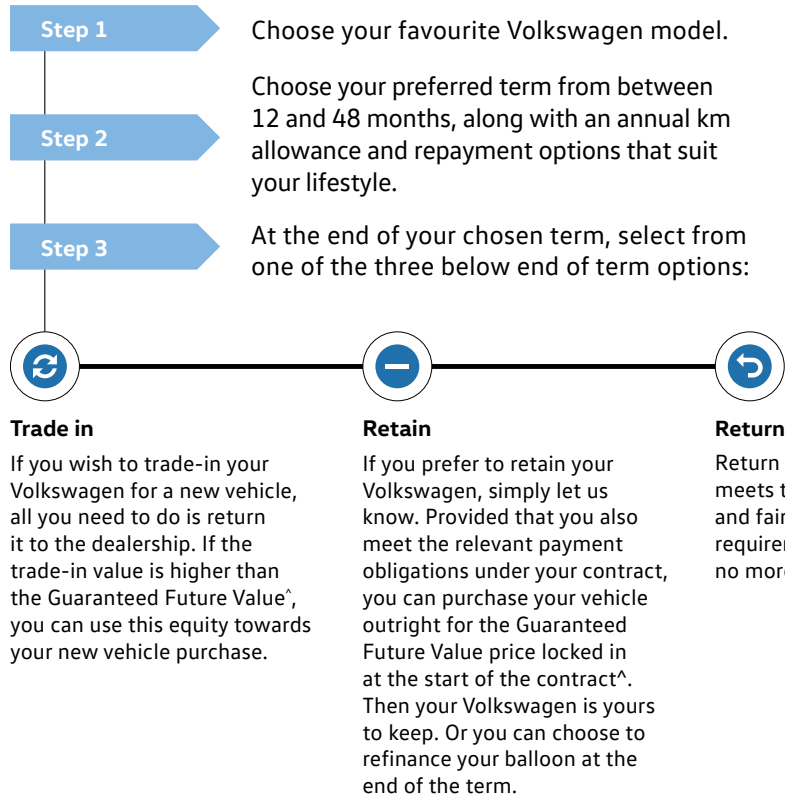 Step 1
Choose your favourite Volkswagen model.
Step 2
Choose your preferred term from between
12 and 48 months, along with an annual km
allowance and repayment options that suit
your lifestyle.
Step 3
At the end of your chosen term, select from
one of the three below end of term options:
Trade in
If you wish to trade-in your
Volkswagen for a new vehicle,
all you need to do is return
it to the dealership. If the
trade-in value is higher than
the Guaranteed Future Value^,
you can use this equity towards
your new vehicle purchase.
Retain
If you prefer to retain your
Volkswagen, simply let us
know. Provided that you also
meet the relevant payment
obligations under your contract,
you can purchase your vehicle
outright for the Guaranteed
Future Value price locked in
at the start of the contract^.
Then your Volkswagen is yours
to keep. Or you can choose to
refinance your balloon at the
end of the term.
Return
Return
meets
and fair
no